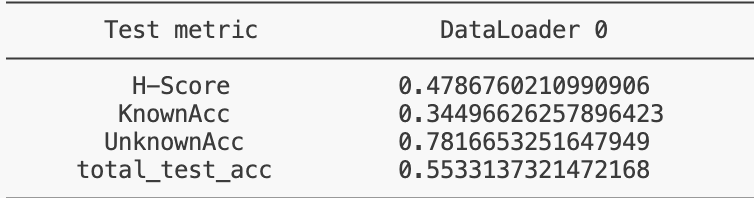 Test metric DataLoader 0
H-Score 0.4786760210990906
KnownAcc 0.34496626257896423
UnknownAcc 0.7816653251647949
total_test_acc 0.5533137321472168